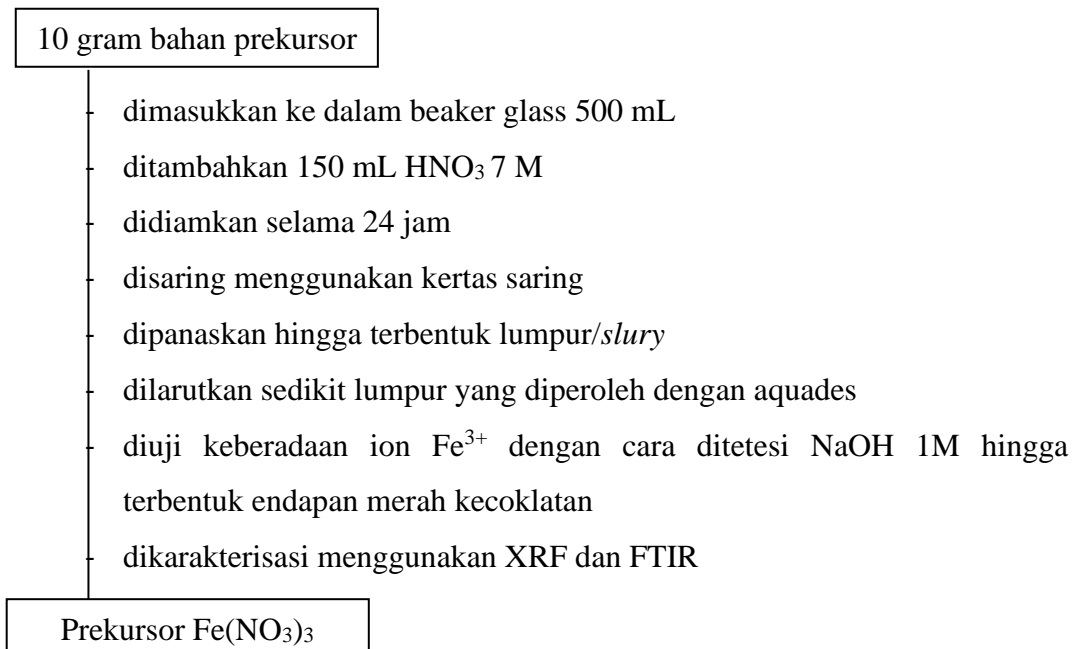 10 gram bahan prekursor
- dimasukkan ke dalam beaker glass 500 mL
- ditambahkan 150 mL HNO₃ 7 M
- didiamkan selama 24 jam
- disaring menggunakan kertas saring
- dipanaskan hingga terbentuk lumpur/slury
- dilarutkan sedikit lumpur yang diperoleh dengan aquades
- diuji keberadaan ion Fe³⁺ dengan cara ditetesi NaOH 1M hingga
terbentuk endapan merah kecoklatan
- dikarakterisasi menggunakan XRF dan FTIR
Prekursor Fe(NO₃)₃